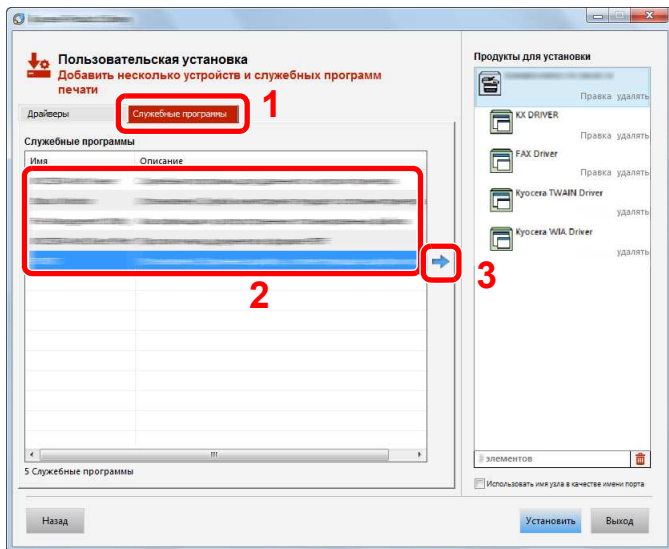 Пользовательская установка
Добавить несколько устройств и служебных программ
печати
1
Драйверы
Служебные программы
Служебные программы
Имя
Описание
2
3
5 Служебные программы
Назад
Продукты для установки
Правка удалять
KX DRIVER
Правка удалять
FAX Driver
Правка удалять
Kyocera TWAIN Driver
удалять
Kyocera WIA Driver
удалять
элементов
Использовать имя узла в качестве имени порта
Установить
Выход